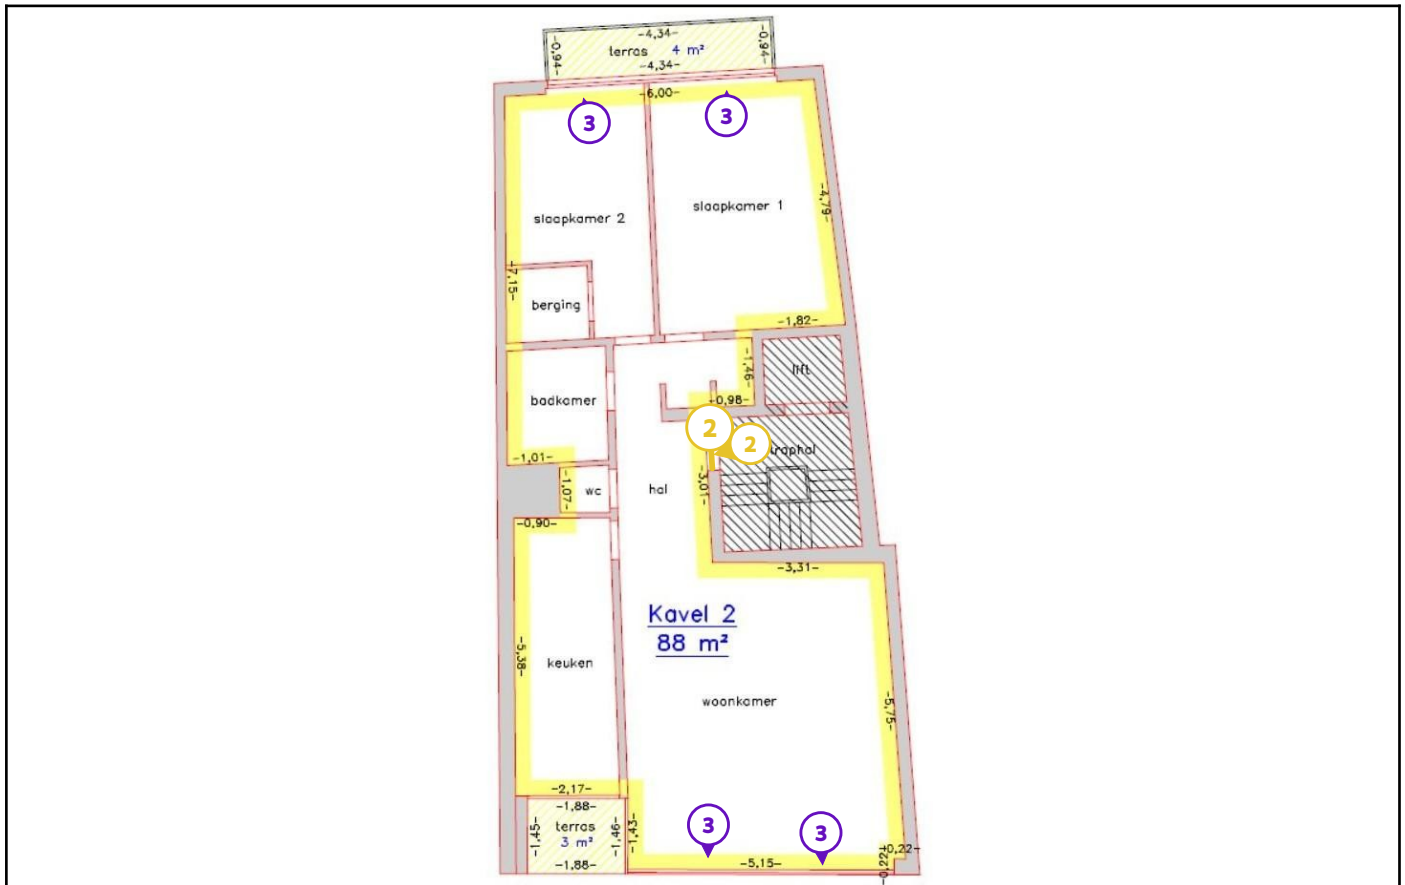 -4,34-
-0,94-
terras 4 m²
-0,94-
-4,34-
-6,00-
3
3
-4,79-
slaapkamer 1
slaapkamer 2
-7,15-
berging
-1,82-
-1,46-
lift
badkamer
-0,98-
2
2
traphal
-1,01-
-1,07-
wc
hal
-3,01-
-0,90-
-3,31-
Kavel 2
88 m²
-5,38-
keuken
woonkamer
-5,75-
-2,17-
-1,88-
terras
3 m²
-1,45-
-1,46-
-1,43-
-1,88-
3
3
-5,15-
-0,22-
-0,22-